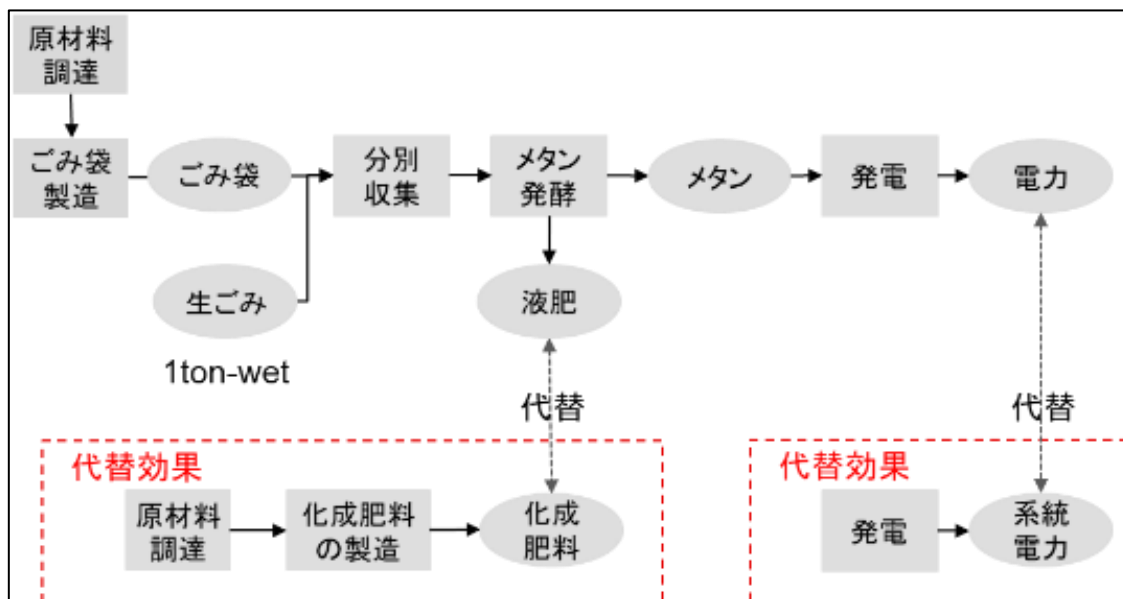 原材料
調達
ごみ袋
製造
ごみ袋
分別
収集
メタン
発酵
メタン
発電
電力
生ごみ
液肥
1ton-wet
代替
代替
代替効果
原材料
調達
化成肥料
の製造
化成
肥料
代替効果
発電
系統
電力